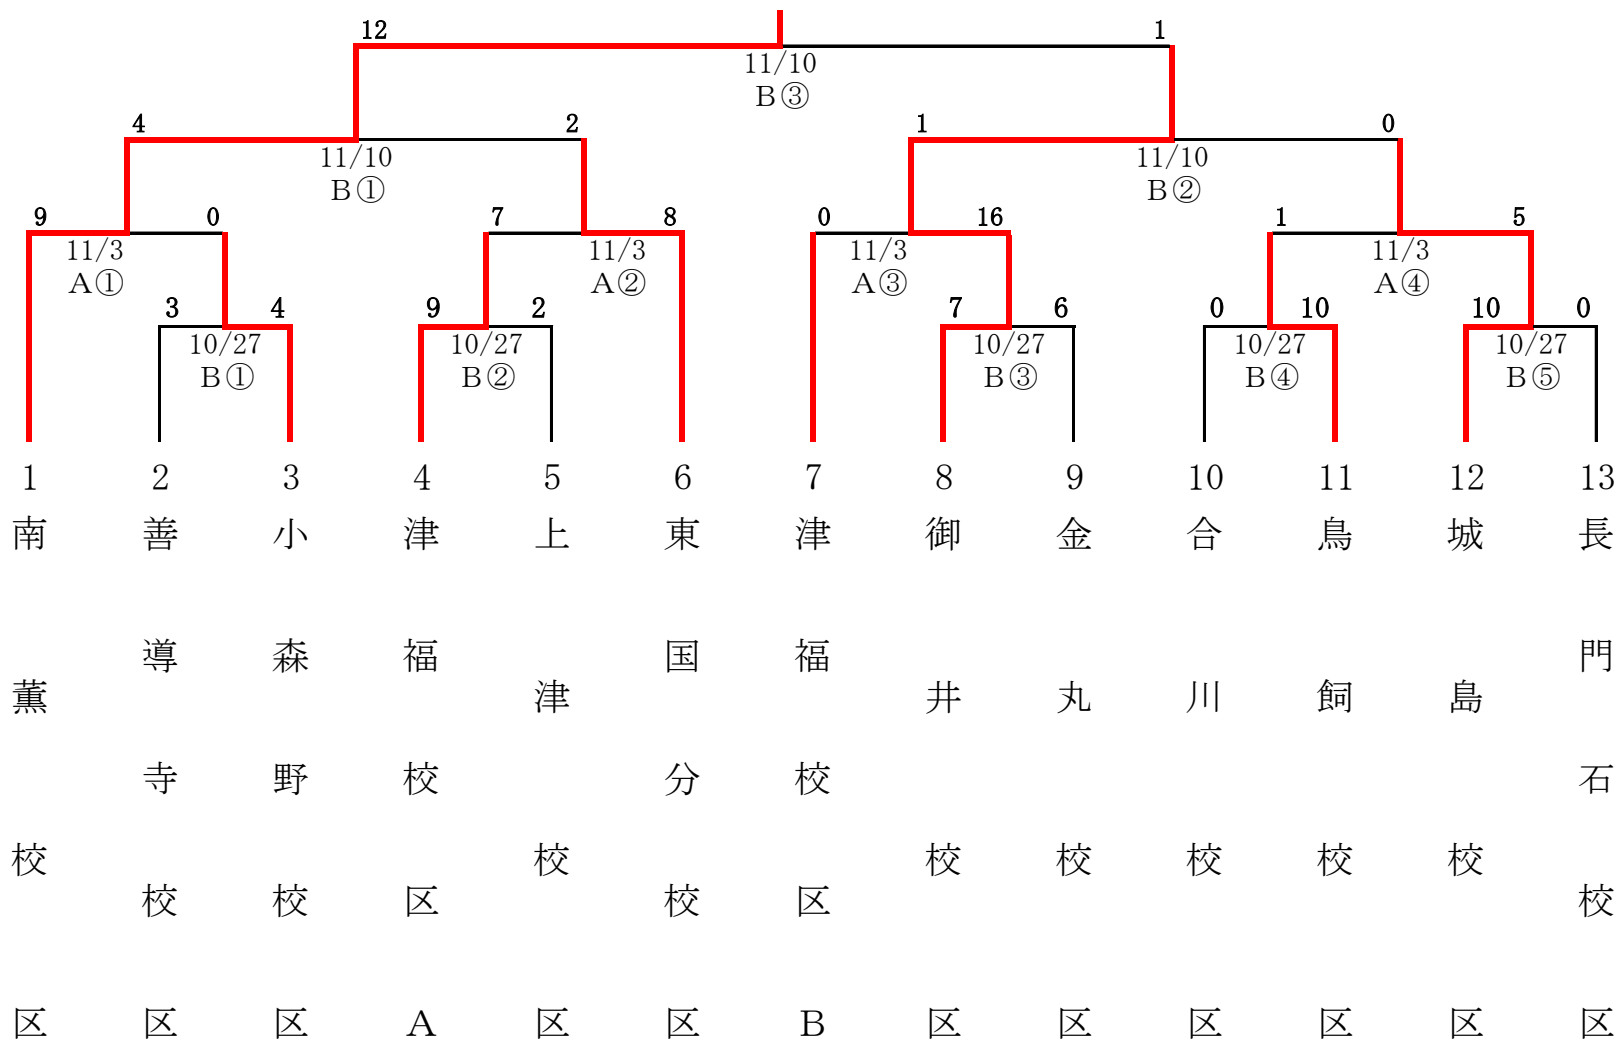 12 1
11/10
B③
4 2 1 0
11/10 11/10
B① B②
9 0 7 8 0 16 1 5
11/3 11/3 11/3 11/3
A① A② A③ A④
3 4 9 2 7 6 0 10 10 0
10/27 10/27 10/27 10/27 10/27
B① B② B③ B④ B⑤
1 2 3 4 5 6 7 8 9 10 11 12 13
南薫校区
善導寺校区
小森野校区
津福校区A
上津校区
東国分校区
津福校区B
御井校区
金丸校区
合川校区
鳥飼校区
城島校区
長門石校区